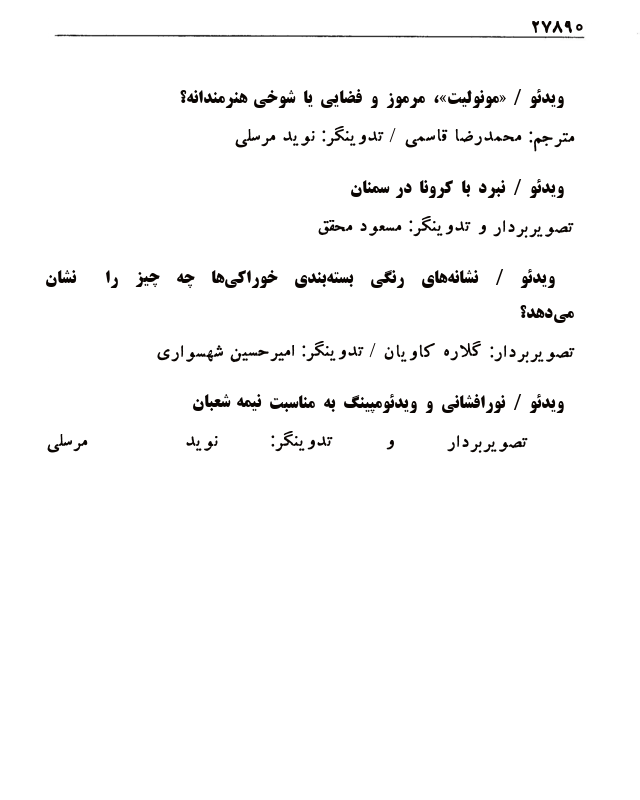 ۲۷۸۹۰
ویدئو / «مونولیت»، مرموز و فضایی یا شوخی هنرمندانه؟
مترجم: محمدرضا قاسمی / تدوینگر: نوید مرسلی
ویدئو / نبرد با کرونا در سمنان
تصویربردار و تدوینگر: مسعود محقق
ویدئو / نشانه‌های رنگی بسته‌بندی خوراکی‌ها چه چیز را نشان
می‌دهد؟
تصویربردار: گلاره کاویان / تدوینگر: امیرحسین شهسواری
ویدئو / نورافشانی و ویدئومپینگ به مناسبت نیمه شعبان
تصویربردار و تدوینگر: نوید مرسلی